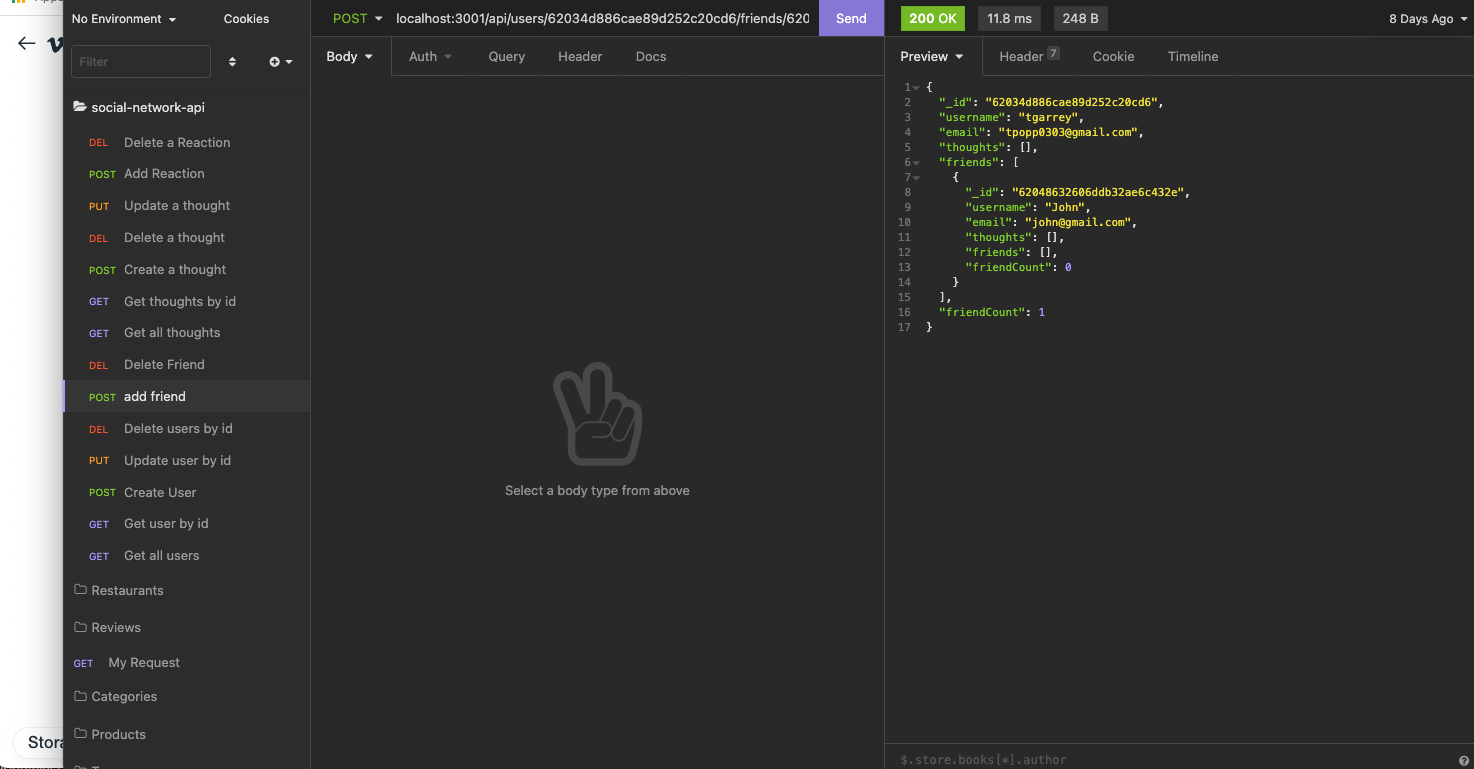 No Environment
Cookies
Filter
social-network-api
DEL Delete a Reaction
POST Add Reaction
PUT Update a thought
DEL Delete a thought
POST Create a thought
GET Get thoughts by id
GET Get all thoughts
DEL Delete Friend
POST add friend
DEL Delete users by id
PUT Update user by id
POST Create User
GET Get user by id
GET Get all users
Restaurants
Reviews
GET My Request
Categories
Products
Stora
POST localhost:3001/api/users/62034d886cae89d252c20cd6/friends/620
Send
Body Auth Query Header Docs
Select a body type from above
200 OK 11.8 ms 248 B 8 Days Ago
Preview Header 7 Cookie Timeline
1 {
2 "_id": "62034d886cae89d252c20cd6",
3 "username": "tgarrey",
4 "email": "tpopp0303@gmail.com",
5 "thoughts": [],
6 "friends": [
7 {
8 "_id": "62048632606ddb32ae6c432e",
9 "username": "John",
10 "email": "john@gmail.com",
11 "thoughts": [],
12 "friends": [],
13 "friendCount": 0
14 }
15 ],
16 "friendCount": 1
17 }
$.store.books[*].author